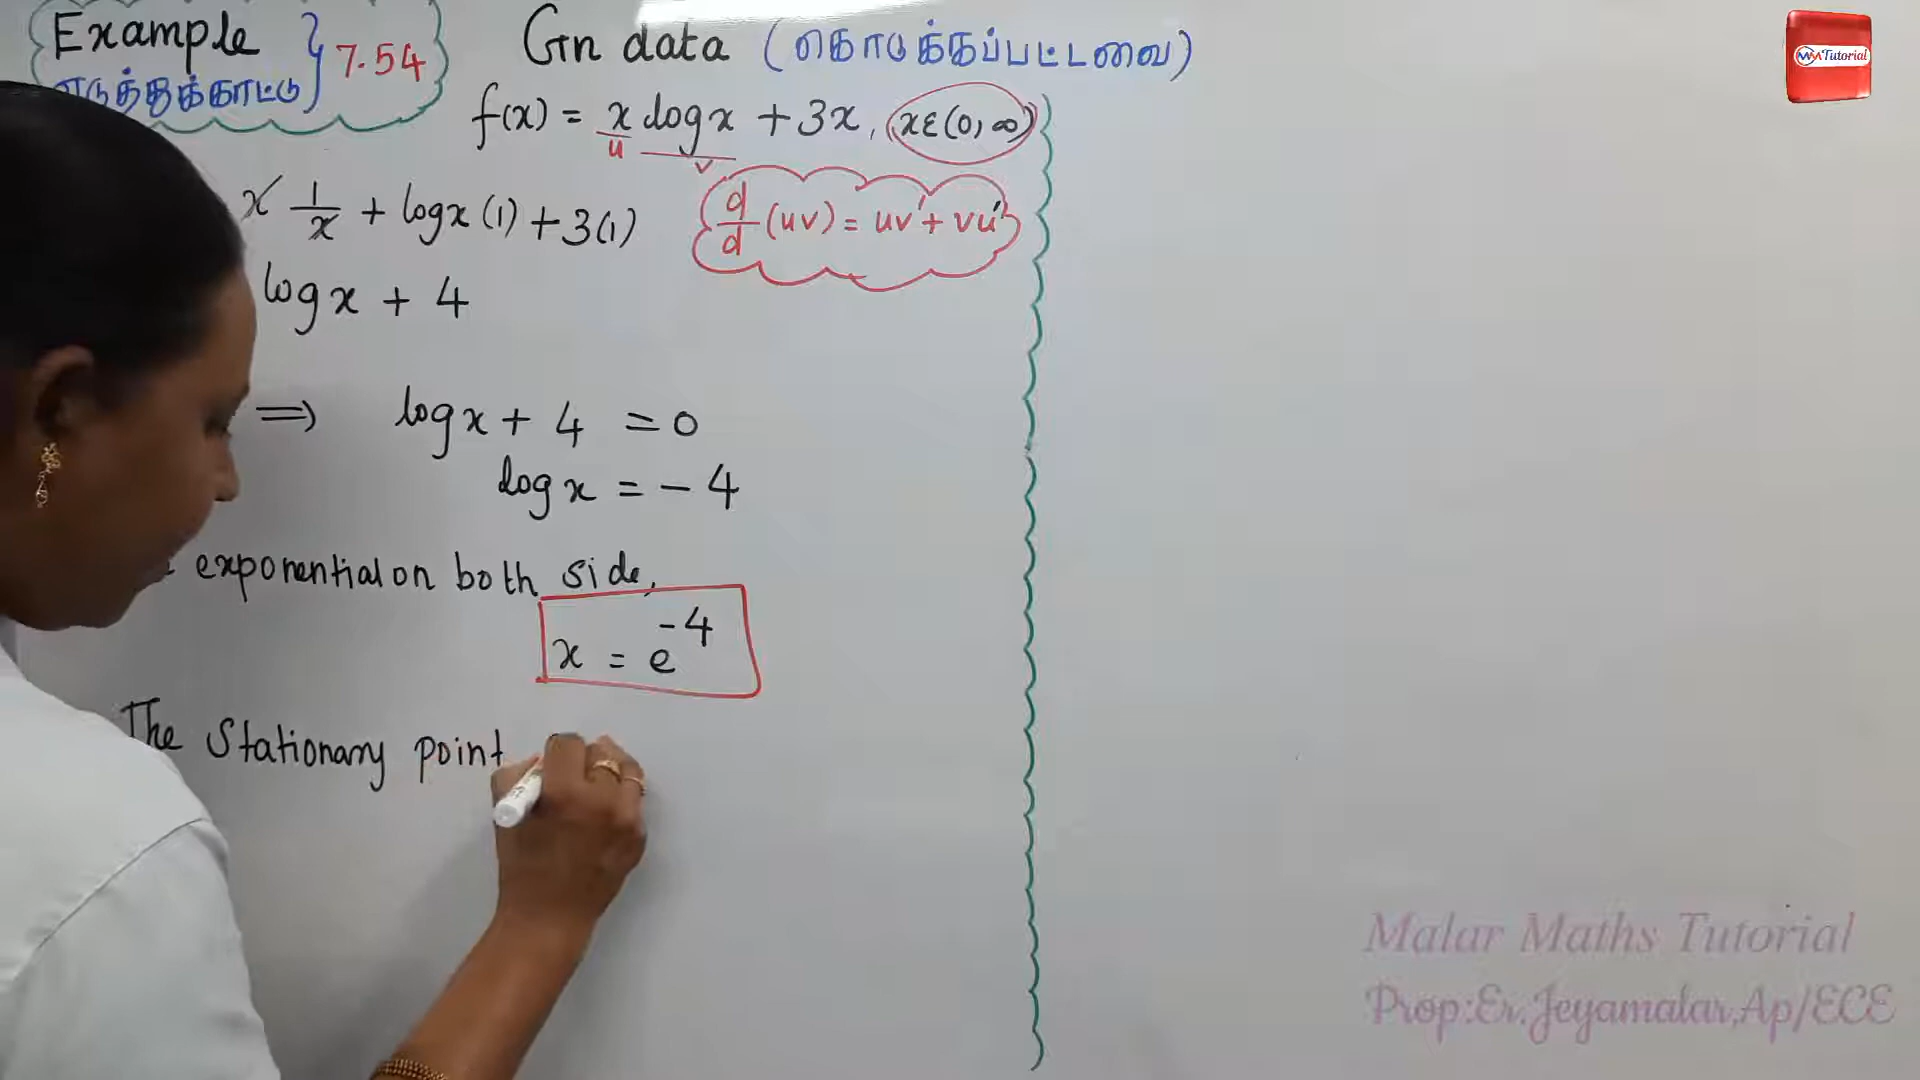 Example
எடுத்துக்காட்டு } 7.54
Gn data (கொடுக்கப்பட்டவை)
f(x) = x log x + 3x, x ε (0, ∞)
u v
x 1/x + log x (1) + 3(1)
d/d (uv) = uv' + vu'
log x + 4
⇒ log x + 4 = 0
log x = - 4
exponential on both side,
x = e^-4
The Stationary point
MM Tutorial
Malar Maths Tutorial
Prop:Er.Jeyamalar,Ap/ECE